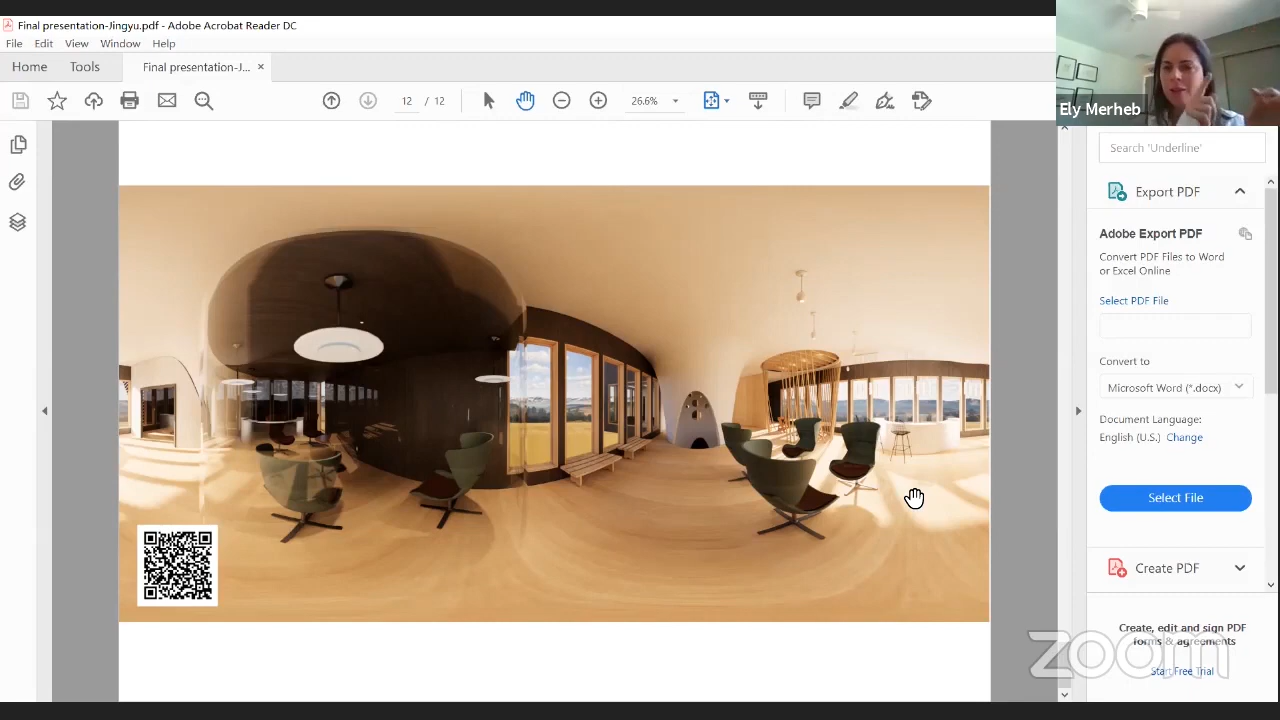 Final presentation-Jingyu.pdf - Adobe Acrobat Reader DC
File Edit View Window Help
Home Tools Final presentation-J... ×
12 / 12 26.6%
Ely Merheb
Search 'Underline'
Export PDF
Adobe Export PDF
Convert PDF Files to Word
or Excel Online
Select PDF File
Convert to
Microsoft Word (*.docx)
Document Language:
English (U.S.) Change
Select File
Create PDF
Create, edit and sign PDF
forms & agreements
Start Free Trial
zoom